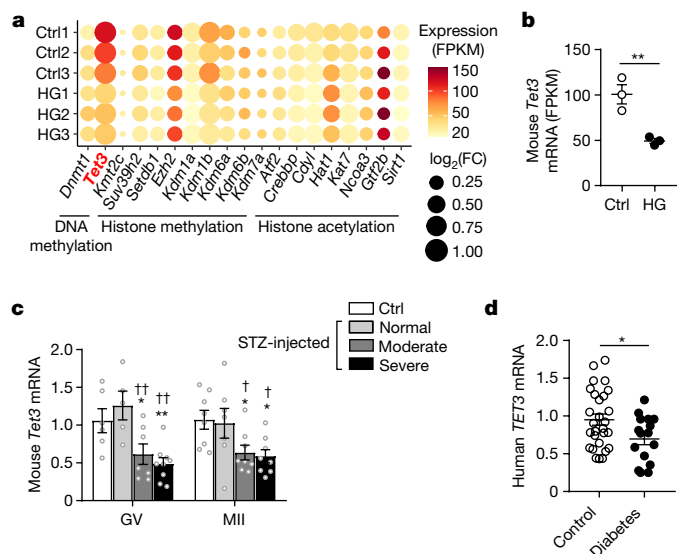 a
Ctrl1
Ctrl2
Ctrl3
HG1
HG2
HG3
Dnmt1
Tet3
Kmt2c
Suv39h2
Setdb1
Ezh2
Kdm1a
Kdm1b
Kdm6a
Kdm6b
Kdm7a
Atf2
Crebbp
Cdyl
Hat1
Kat7
Ncoa3
Gtf2b
Sirt1
DNA
methylation
Histone methylation
Histone acetylation
Expression
(FPKM)
150
100
50
20
log2(FC)
0.25
0.50
0.75
1.00
b
Mouse Tet3
mRNA (FPKM)
150
100
50
0
**
Ctrl
HG
c
Ctrl
STZ-injected
Normal
Moderate
Severe
Mouse Tet3 mRNA
2.0
1.5
1.0
0.5
0
††
*
††
**
†
*
†
*
GV
MII
d
Human TET3 mRNA
2.0
1.5
1.0
0.5
0
*
Control
Diabetes